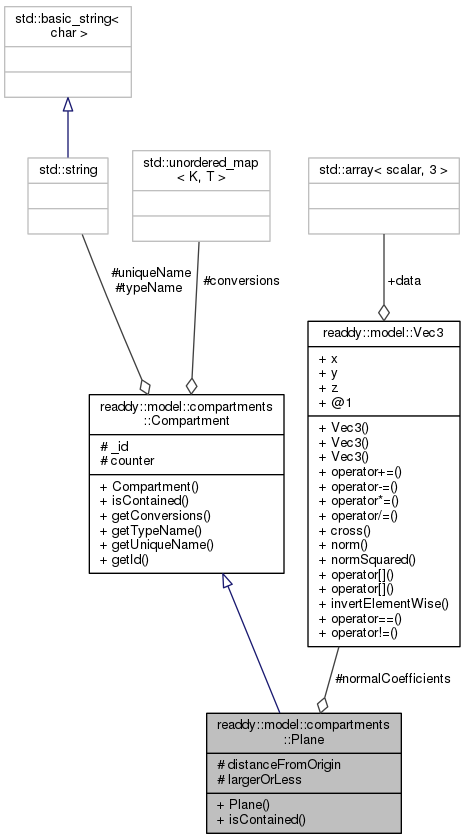 std::basic_string<
char >
std::string
std::unordered_map
< K, T >
std::array< scalar, 3 >
#uniqueName
#typeName
#conversions
+data
readdy::model::Vec3
+ x
+ y
+ z
+ @1
+ Vec3()
+ Vec3()
+ Vec3()
+ operator+=()
+ operator-=()
+ operator*=()
+ operator/=()
+ cross()
+ norm()
+ normSquared()
+ operator[]()
+ operator[]()
+ invertElementWise()
+ operator==()
+ operator!=()
readdy::model::compartments
::Compartment
# _id
# counter
+ Compartment()
+ isContained()
+ getConversions()
+ getTypeName()
+ getUniqueName()
+ getId()
#normalCoefficients
readdy::model::compartments
::Plane
# distanceFromOrigin
# largerOrLess
+ Plane()
+ isContained()